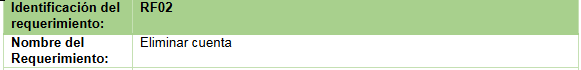 Identificación del RF02
requerimiento:
Nombre del Eliminar cuenta
Requerimiento: